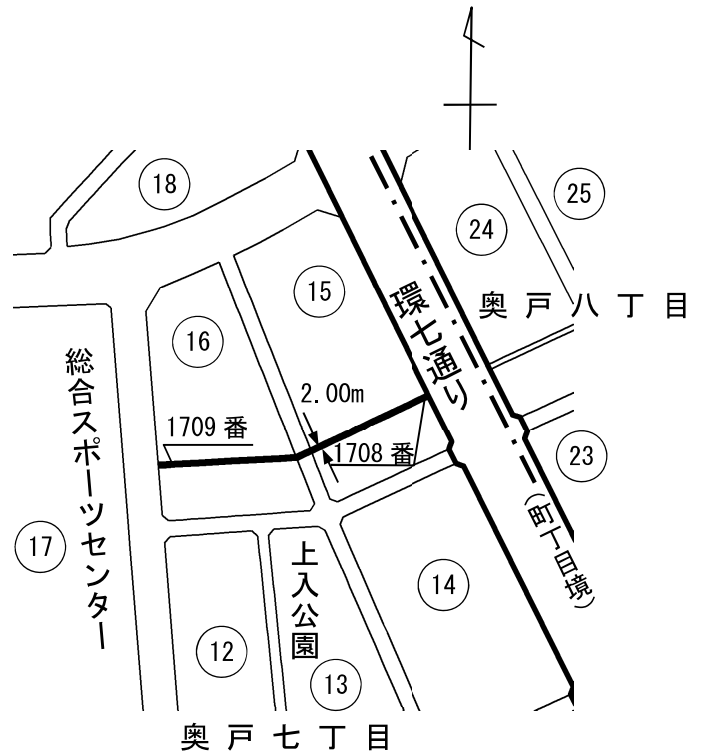 18
25
24
15
奥戸八丁目
環七通り
16
2.00m
総合スポーツセンター
1709 番
1708 番
23
(町丁目境)
17
上入公園
14
12
13
奥戸七丁目